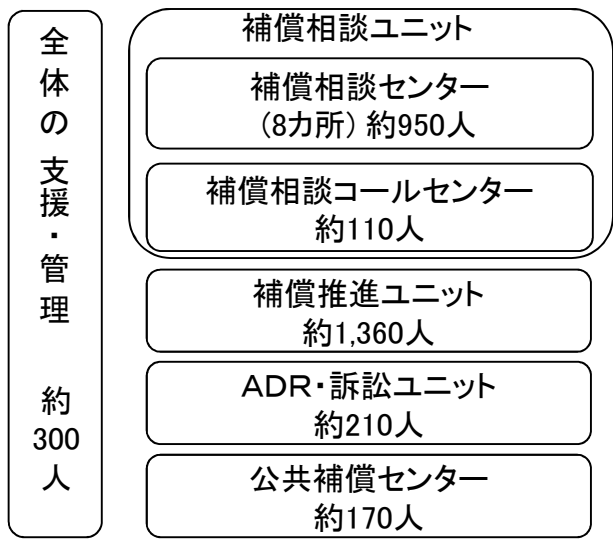 全体の支援・管理 約300人
補償相談ユニット
補償相談センター
(8カ所) 約950人
補償相談コールセンター
約110人
補償推進ユニット
約1,360人
ADR・訴訟ユニット
約210人
公共補償センター
約170人